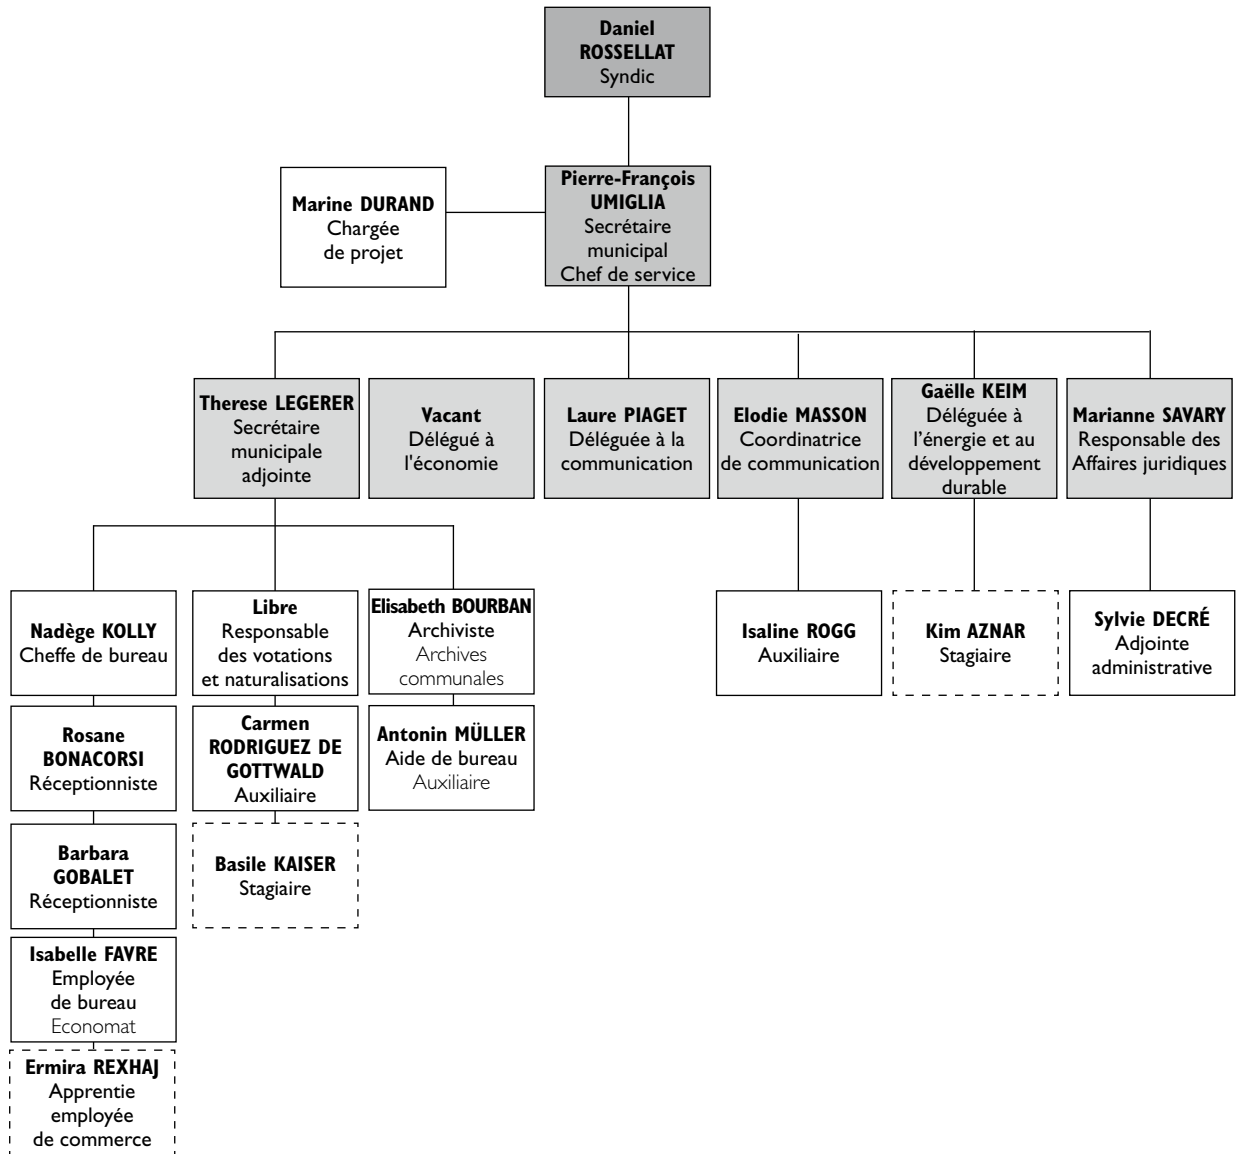 Daniel
ROSSELLAT
Syndic
Marine DURAND
Chargée
de projet
Pierre-François
UMIGLIA
Secrétaire
municipal
Chef de service
Therese LEGERER
Secrétaire
municipale
adjointe
Vacant
Délégué à
l'économie
Laure PIAGET
Déléguée à la
communication
Elodie MASSON
Coordinatrice
de communication
Gaëlle KEIM
Déléguée à
l’énergie et au
développement
durable
Marianne SAVARY
Responsable des
Affaires juridiques
Nadège KOLLY
Cheffe de bureau
Libre
Responsable
des votations
et naturalisations
Elisabeth BOURBAN
Archiviste
Archives
communales
Isaline ROGG
Auxiliaire
Kim AZNAR
Stagiaire
Sylvie DECRÉ
Adjointe
administrative
Rosane
BONACORSI
Réceptionniste
Carmen
RODRIGUEZ DE
GOTTWALD
Auxiliaire
Antonin MÜLLER
Aide de bureau
Auxiliaire
Barbara
GOBALET
Réceptionniste
Basile KAISER
Stagiaire
Isabelle FAVRE
Employée
de bureau
Economat
Ermira REXHAJ
Apprentie
employée
de commerce